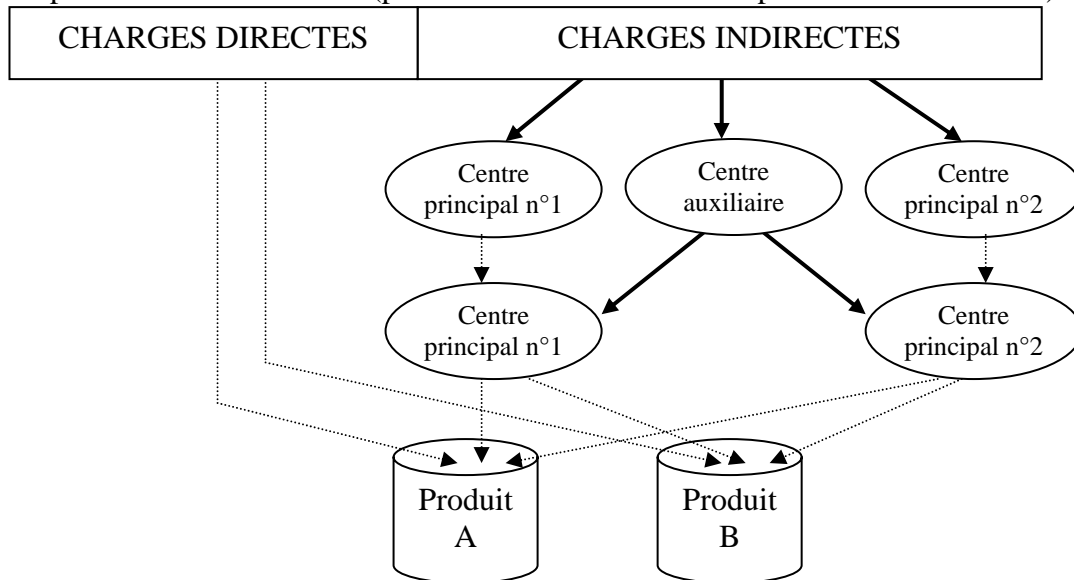 CHARGES DIRECTES
CHARGES INDIRECTES
Centre
principal n°1
Centre
auxiliaire
Centre
principal n°2
Centre
principal n°1
Centre
principal n°2
Produit
A
Produit
B